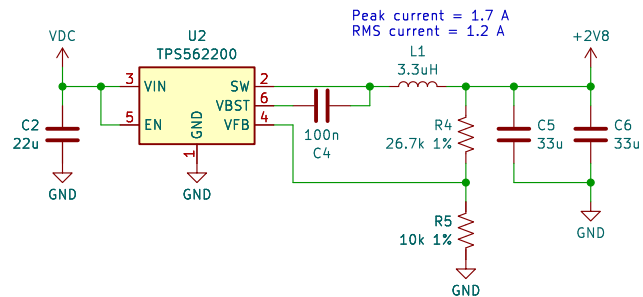 Peak current = 1.7 A
RMS current = 1.2 A
VDC
U2
TPS562200
L1
3.3uH
+2V8
3
VIN
SW
2
VBST
6
5
EN
GND
VFB
4
1
C2
22u
100n
C4
R4
26.7k 1%
C5
33u
C6
33u
GND
GND
R5
10k 1%
GND
GND